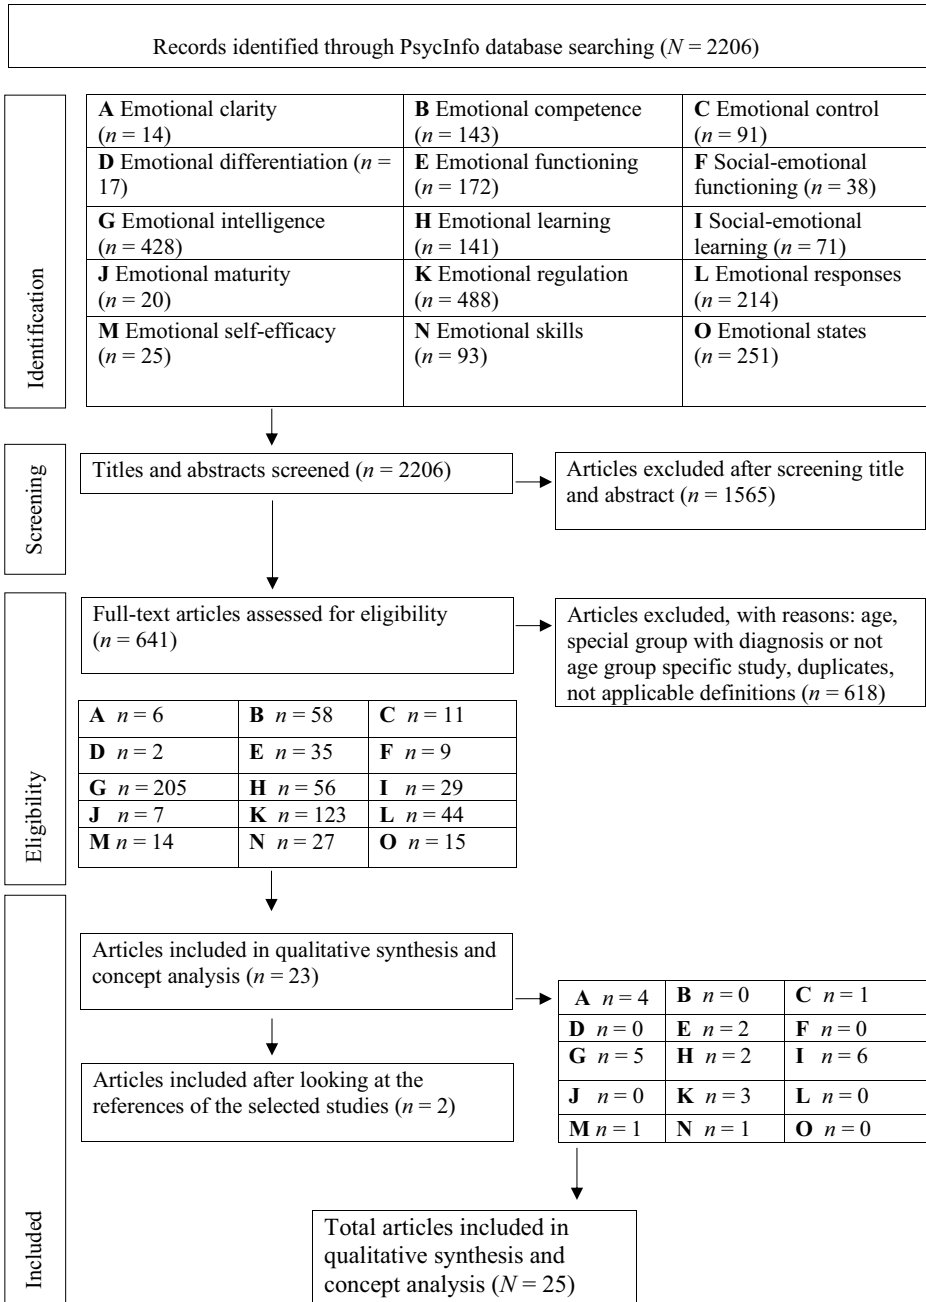 Records identified through PsycInfo database searching (N = 2206)
Identification
A Emotional clarity
(n = 14)
B Emotional competence
(n = 143)
C Emotional control
(n = 91)
D Emotional differentiation (n =
17)
E Emotional functioning
(n = 172)
F Social-emotional
functioning (n = 38)
G Emotional intelligence
(n = 428)
H Emotional learning
(n = 141)
I Social-emotional
learning (n = 71)
J Emotional maturity
(n = 20)
K Emotional regulation
(n = 488)
L Emotional responses
(n = 214)
M Emotional self-efficacy
(n = 25)
N Emotional skills
(n = 93)
O Emotional states
(n = 251)
Screening
Titles and abstracts screened (n = 2206)
Articles excluded after screening title
and abstract (n = 1565)
Eligibility
Full-text articles assessed for eligibility
(n = 641)
Articles excluded, with reasons: age,
special group with diagnosis or not
age group specific study, duplicates,
not applicable definitions (n = 618)
A n = 6
B n = 58
C n = 11
D n = 2
E n = 35
F n = 9
G n = 205
H n = 56
I n = 29
J n = 7
K n = 123
L n = 44
M n = 14
N n = 27
O n = 15
Included
Articles included in qualitative synthesis and
concept analysis (n = 23)
A n = 4
B n = 0
C n = 1
D n = 0
E n = 2
F n = 0
G n = 5
H n = 2
I n = 6
J n = 0
K n = 3
L n = 0
M n = 1
N n = 1
O n = 0
Articles included after looking at the
references of the selected studies (n = 2)
Total articles included in
qualitative synthesis and
concept analysis (N = 25)